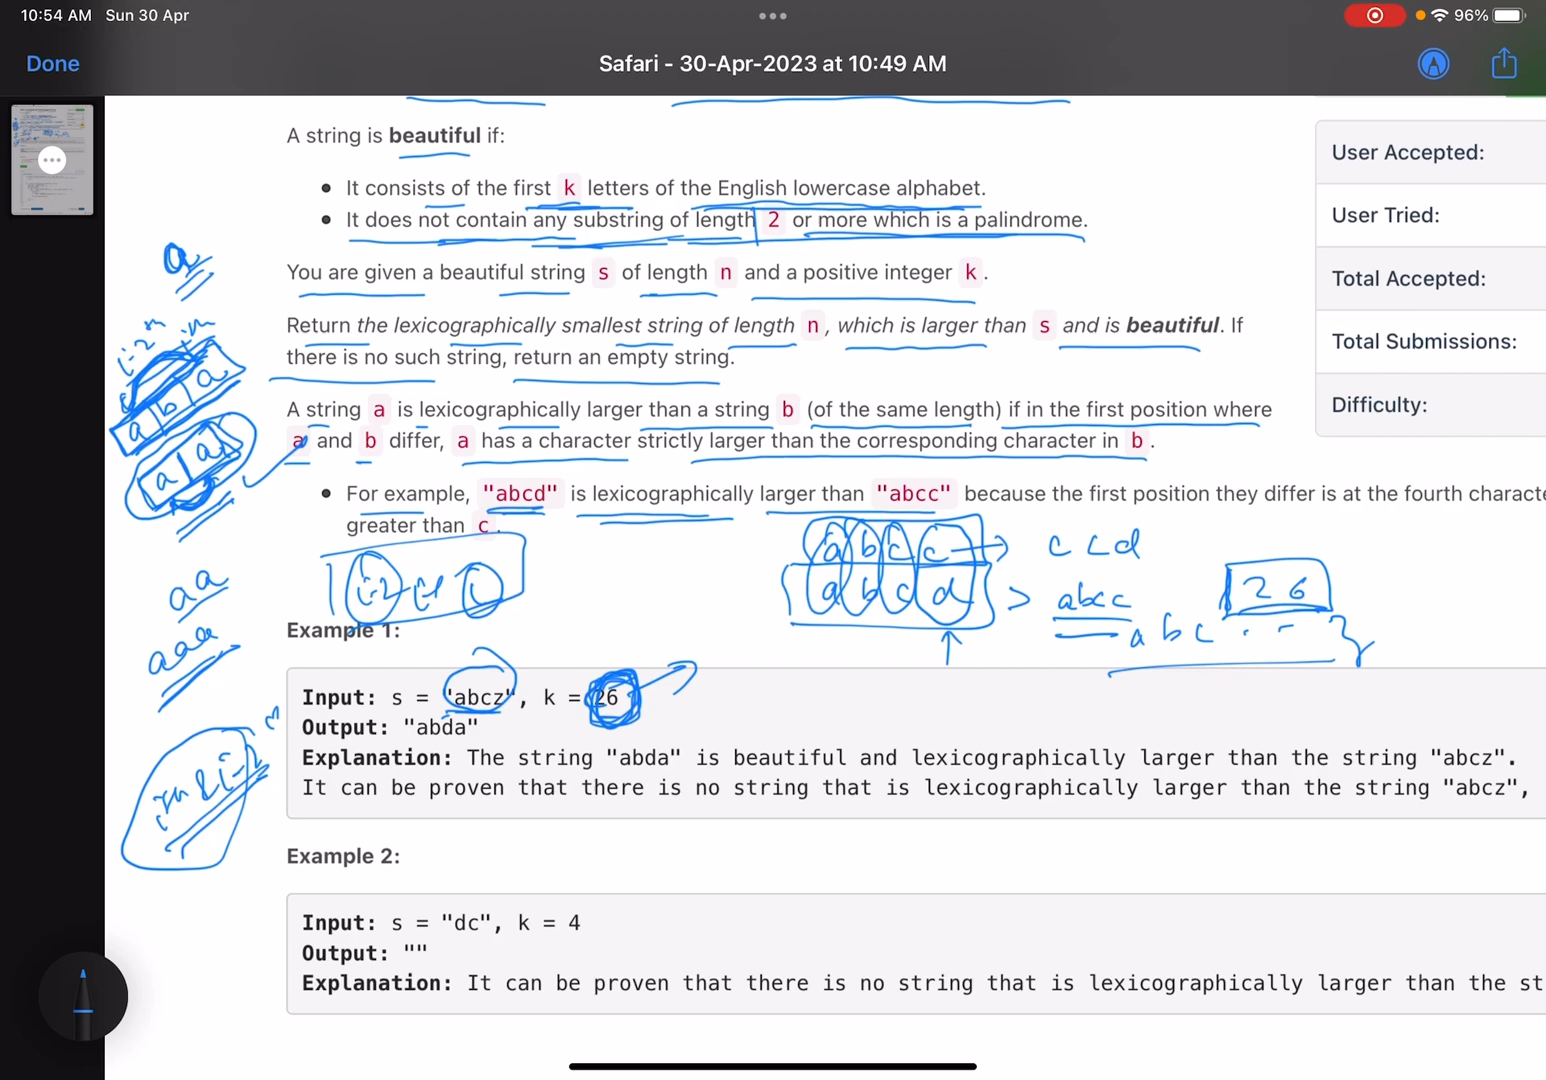 10:54 AM Sun 30 Apr
96%
Done
Safari - 30-Apr-2023 at 10:49 AM
A string is beautiful if:
It consists of the first k letters of the English lowercase alphabet.
It does not contain any substring of length 2 or more which is a palindrome.
You are given a beautiful string s of length n and a positive integer k.
Return the lexicographically smallest string of length n, which is larger than s and is beautiful. If
there is no such string, return an empty string.
A string a is lexicographically larger than a string b (of the same length) if in the first position where
a and b differ, a has a character strictly larger than the corresponding character in b.
For example, "abcd" is lexicographically larger than "abcc" because the first position they differ is at the fourth
greater than c.
User Accepted:
User Tried:
Total Accepted:
Total Submissions:
Difficulty:
a
a b a
a a
aa
aaa
i-2 i-1 i
a b c c → c < d
a b c d > abcc
26
a b c
Example 1:
Input: s = "abcz", k = 26
Output: "abda"
Explanation: The string "abda" is beautiful and lexicographically larger than the string "abcz".
It can be proven that there is no string that is lexicographically larger than the string "abcz",
Example 2:
Input: s = "dc", k = 4
Output: ""
Explanation: It can be proven that there is no string that is lexicographically larger than the